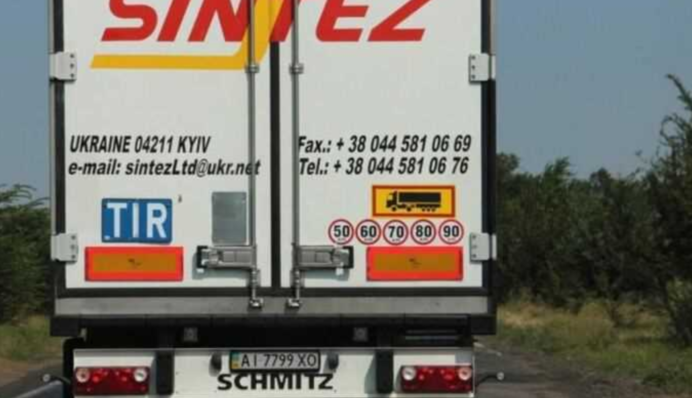 SINTEZ
UKRAINE 04211 KYIV
e-mail: sintezLtd@ukr.net
Fax.: + 38 044 581 06 69
Tel.: + 38 044 581 06 76
TIR
50 60 70 80 90
AI 7799 XO
SCHMITZ